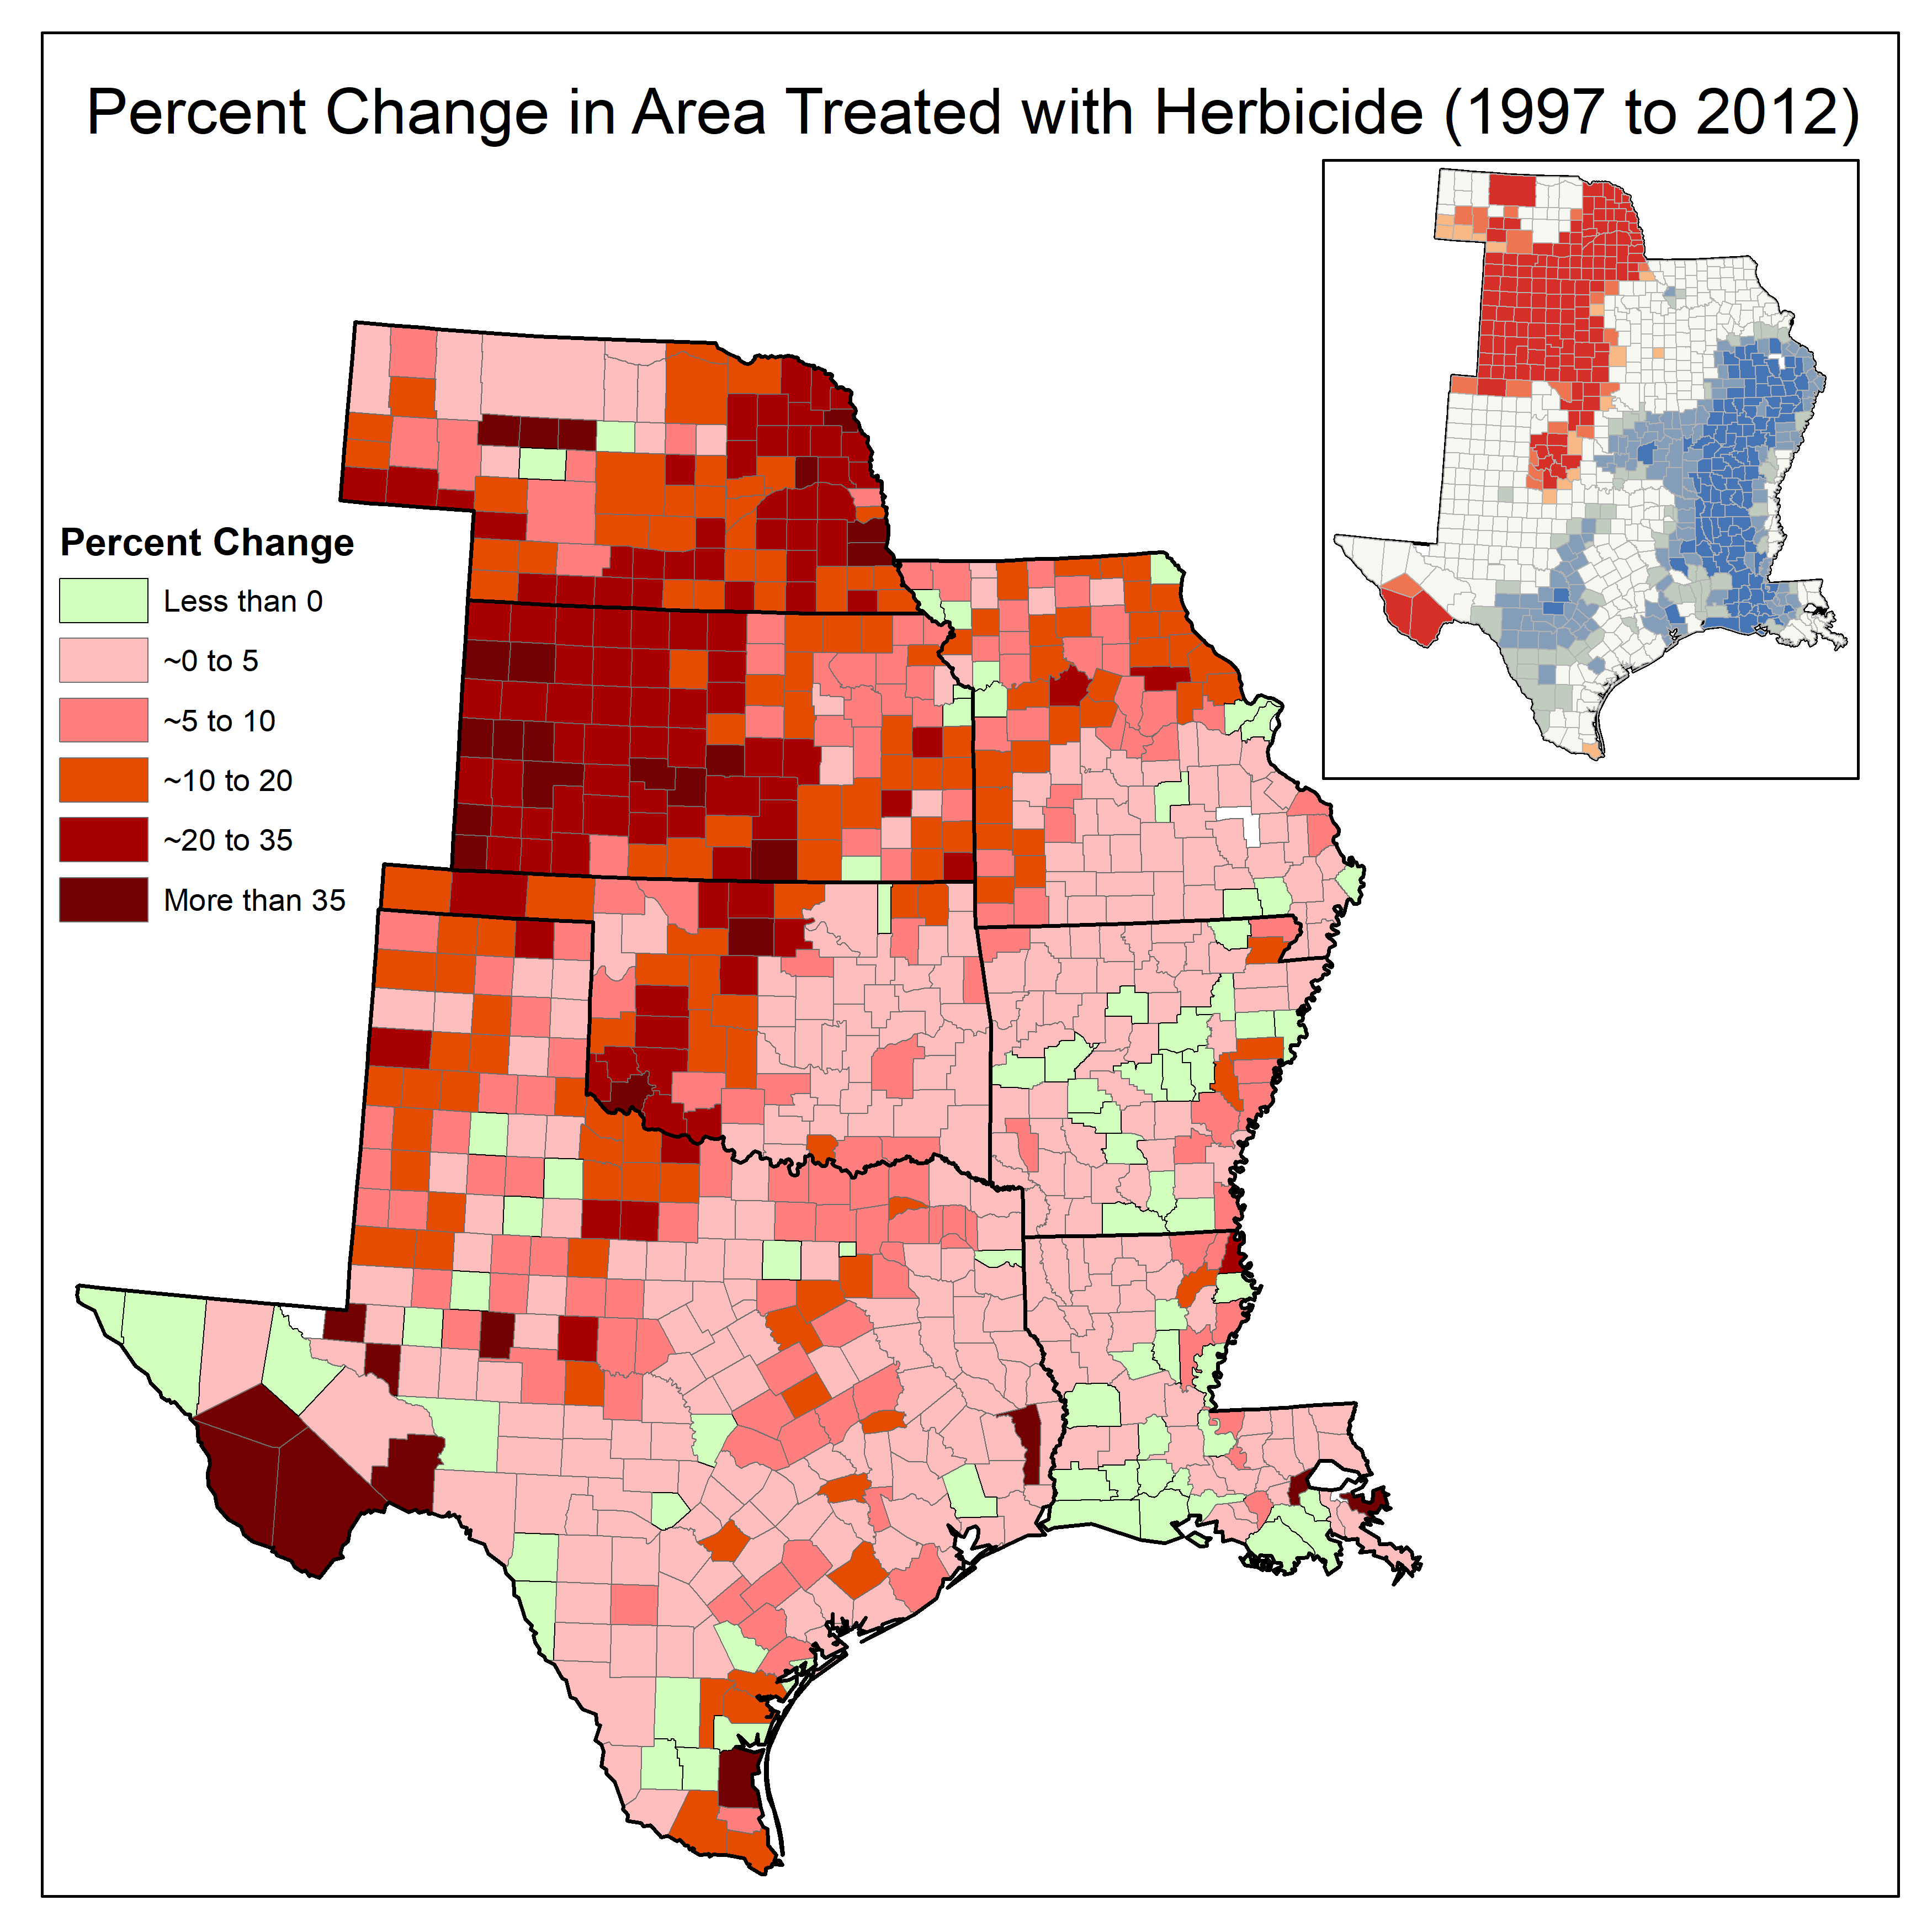 Percent Change in Area Treated with Herbicide (1997 to 2012)
Percent Change
Less than 0
~0 to 5
~5 to 10
~10 to 20
~20 to 35
More than 35